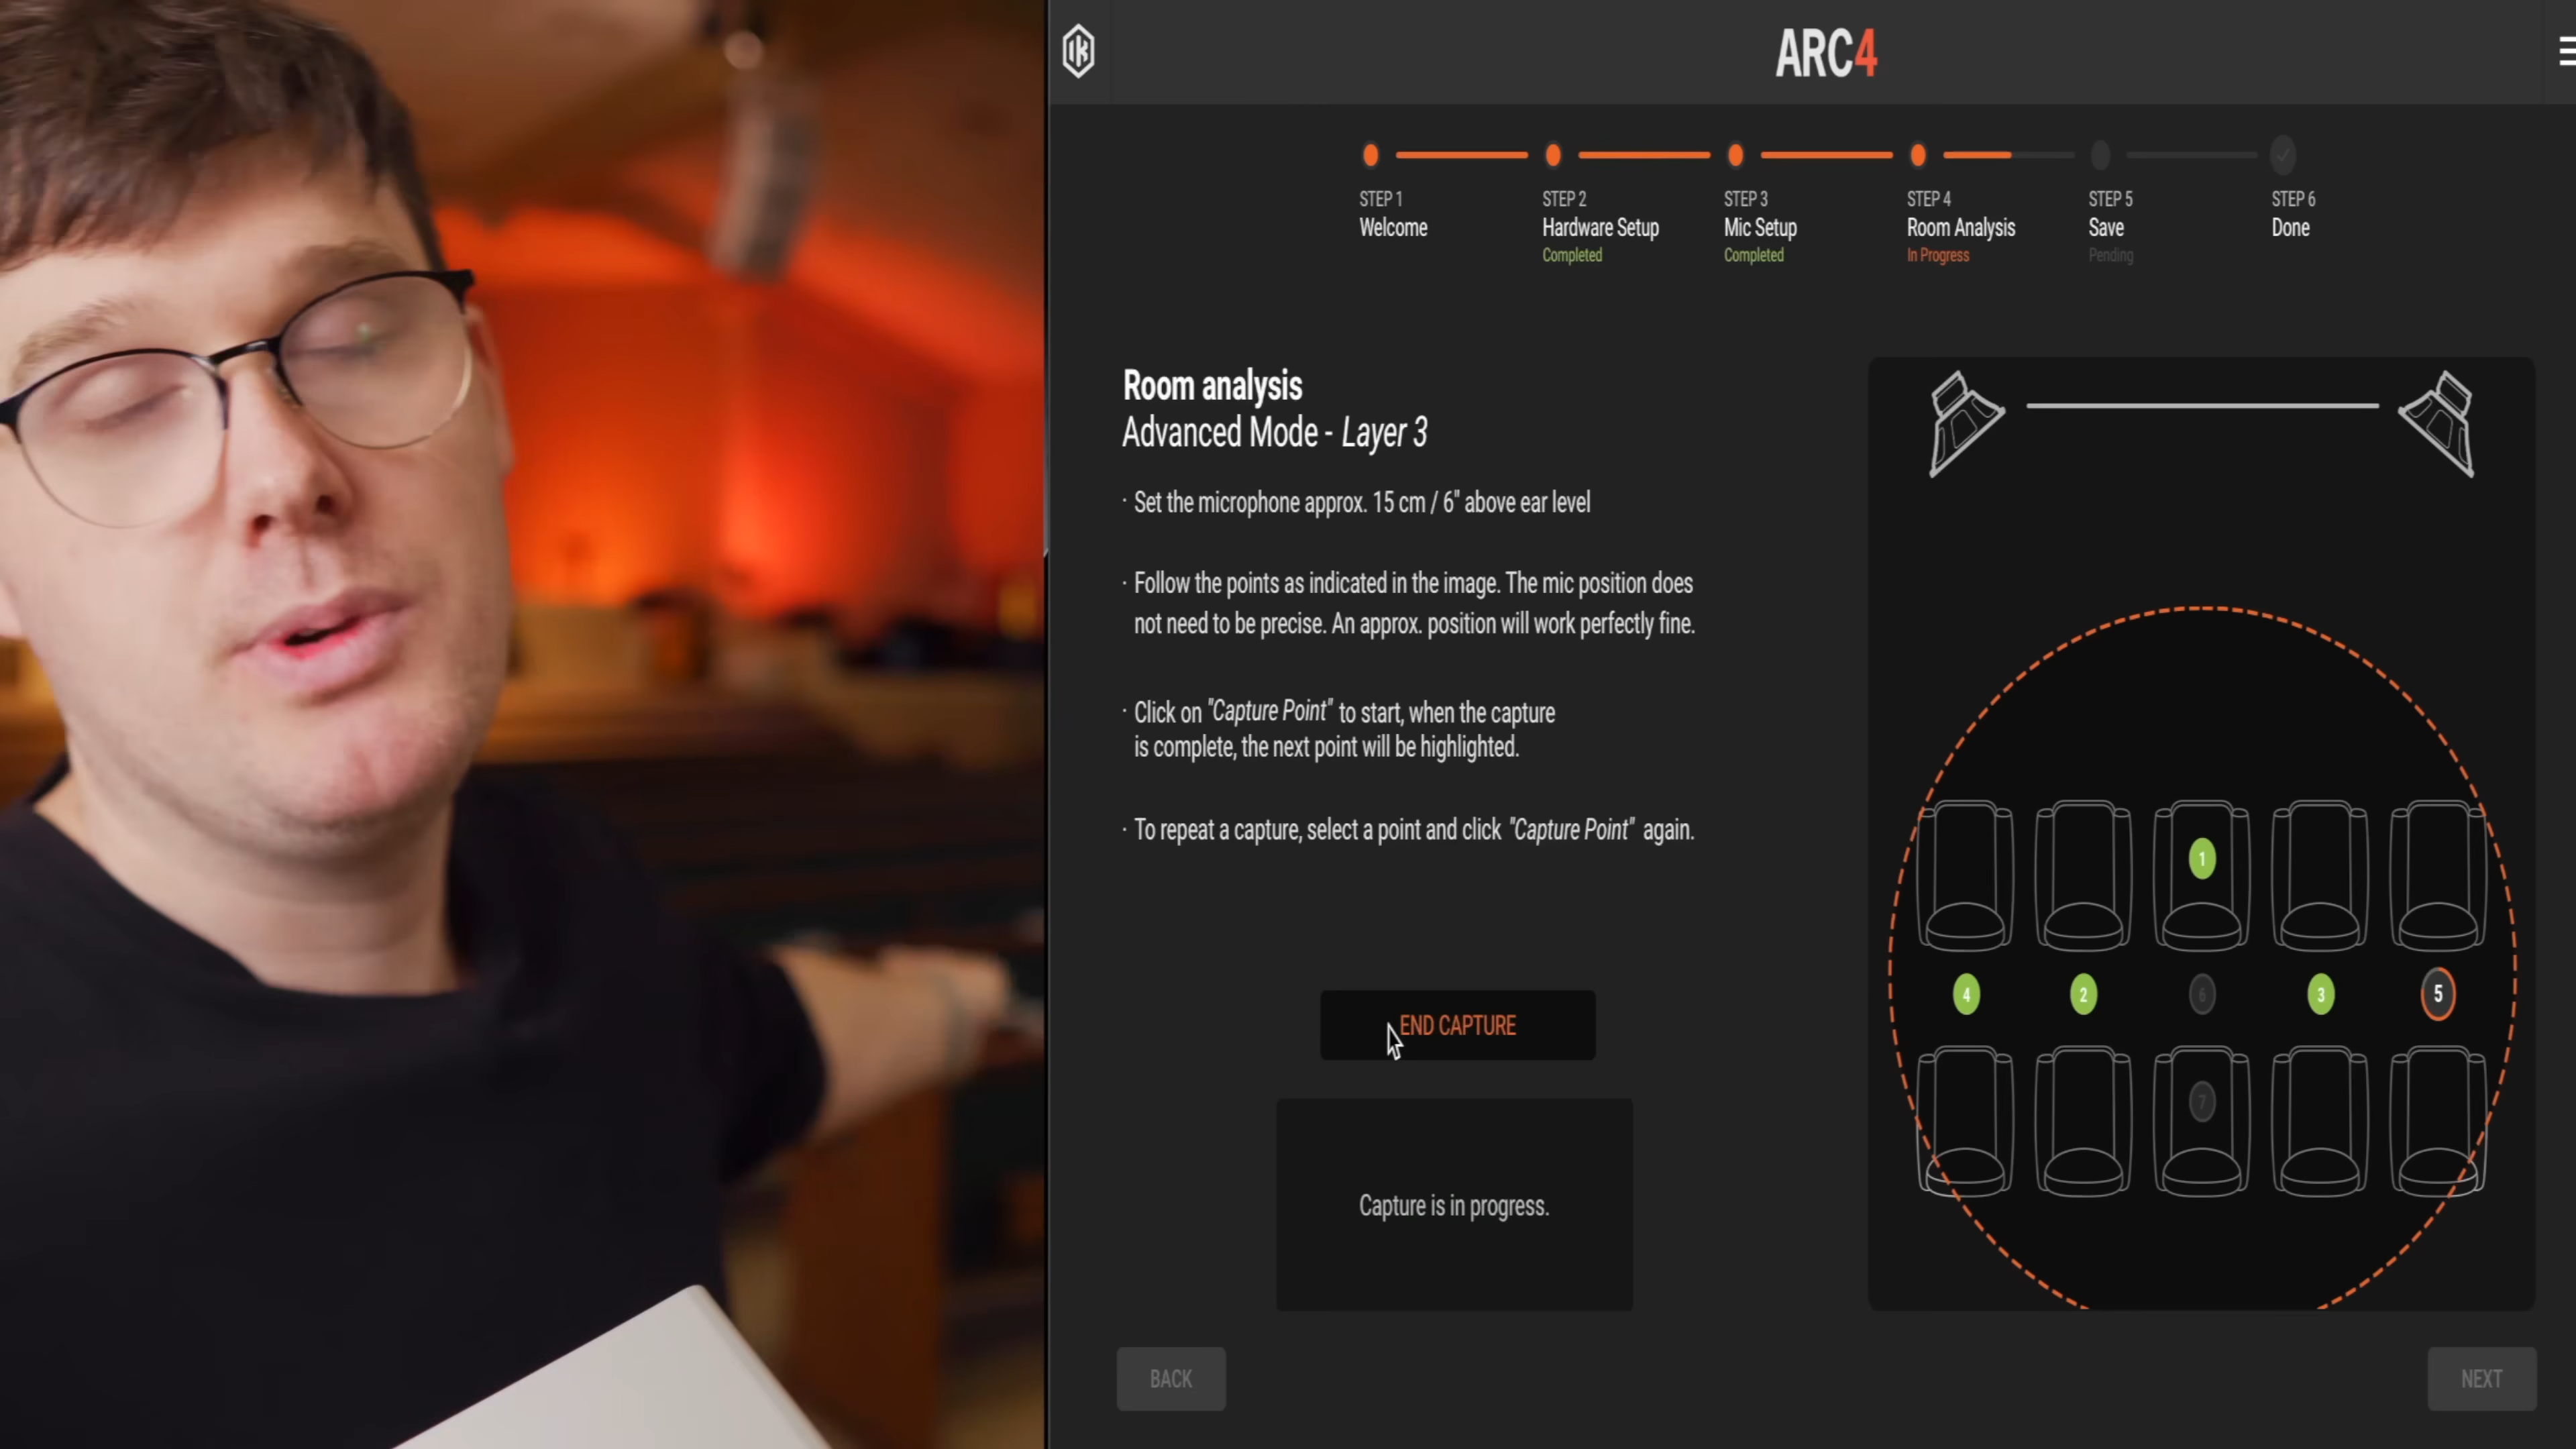 ARC4
STEP 1
Welcome
STEP 2
Hardware Setup
Completed
STEP 3
Mic Setup
Completed
STEP 4
Room Analysis
In Progress
STEP 5
Save
Pending
STEP 6
Done
Room analysis
Advanced Mode - Layer 3
· Set the microphone approx. 15 cm / 6" above ear level
· Follow the points as indicated in the image. The mic position does
not need to be precise. An approx. position will work perfectly fine.
· Click on "Capture Point" to start, when the capture
is complete, the next point will be highlighted.
· To repeat a capture, select a point and click "Capture Point" again.
END CAPTURE
Capture is in progress.
1
4 2 6 3 5
7
BACK
NEXT